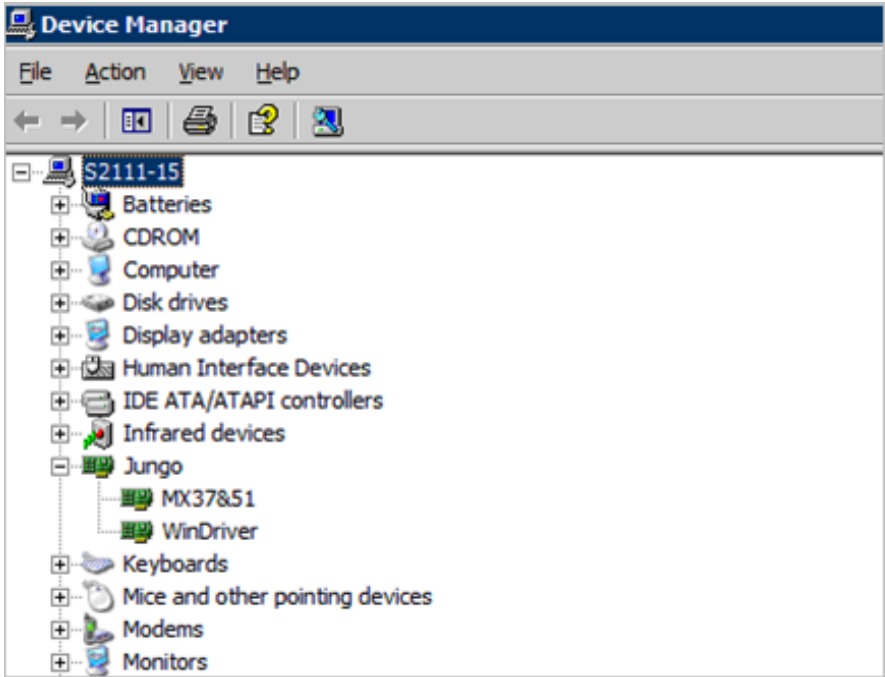 Device Manager
File Action View Help
S2111-15
Batteries
CDROM
Computer
Disk drives
Display adapters
Human Interface Devices
IDE ATA/ATAPI controllers
Infrared devices
Jungo
MX37&51
WinDriver
Keyboards
Mice and other pointing devices
Modems
Monitors